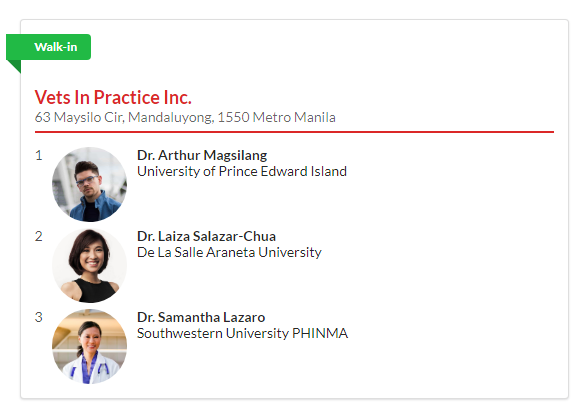 Walk-in
Vets In Practice Inc.
63 Maysilo Cir, Mandaluyong, 1550 Metro Manila
1
Dr. Arthur Magsilang
University of Prince Edward Island
2
Dr. Laiza Salazar-Chua
De La Salle Araneta University
3
Dr. Samantha Lazaro
Southwestern University PHINMA